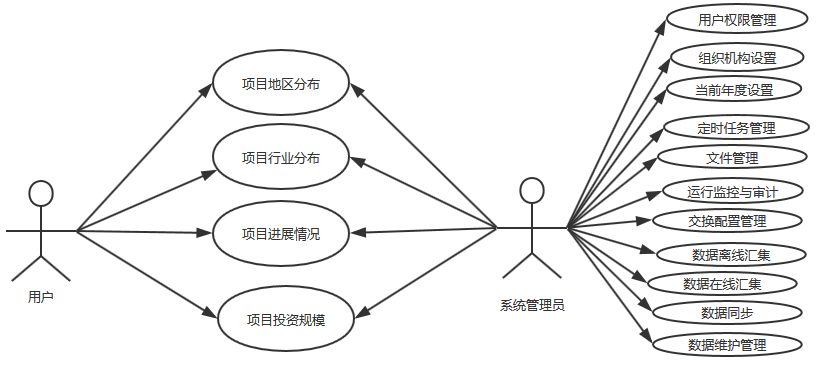 项目地区分布
项目行业分布
项目进展情况
项目投资规模
用户
系统管理员
用户权限管理
组织机构设置
当前年度设置
定时任务管理
文件管理
运行监控与审计
交换配置管理
数据离线汇集
数据在线汇集
数据同步
数据维护管理